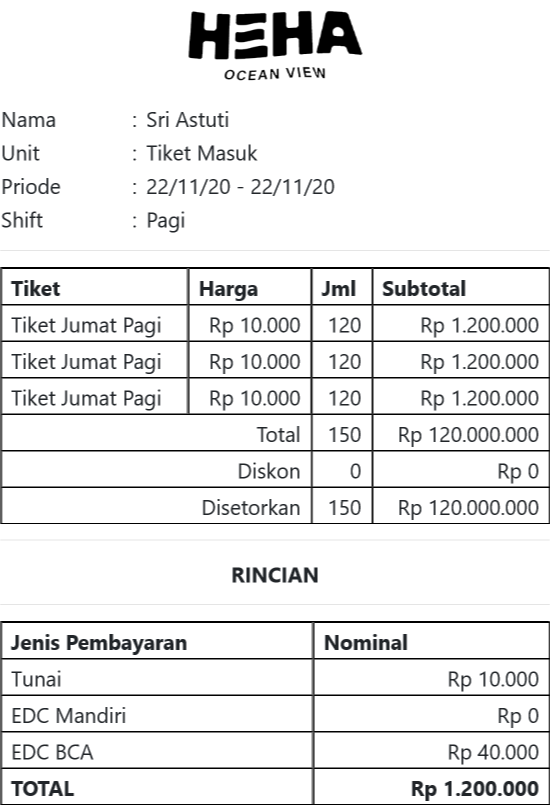 HEHA
OCEAN VIEW
Nama : Sri Astuti
Unit : Tiket Masuk
Priode : 22/11/20 - 22/11/20
Shift : Pagi
Tiket Harga Jml Subtotal
Tiket Jumat Pagi Rp 10.000 120 Rp 1.200.000
Tiket Jumat Pagi Rp 10.000 120 Rp 1.200.000
Tiket Jumat Pagi Rp 10.000 120 Rp 1.200.000
Total 150 Rp 120.000.000
Diskon 0 Rp 0
Disetorkan 150 Rp 120.000.000
RINCIAN
Jenis Pembayaran Nominal
Tunai Rp 10.000
EDC Mandiri Rp 0
EDC BCA Rp 40.000
TOTAL Rp 1.200.000